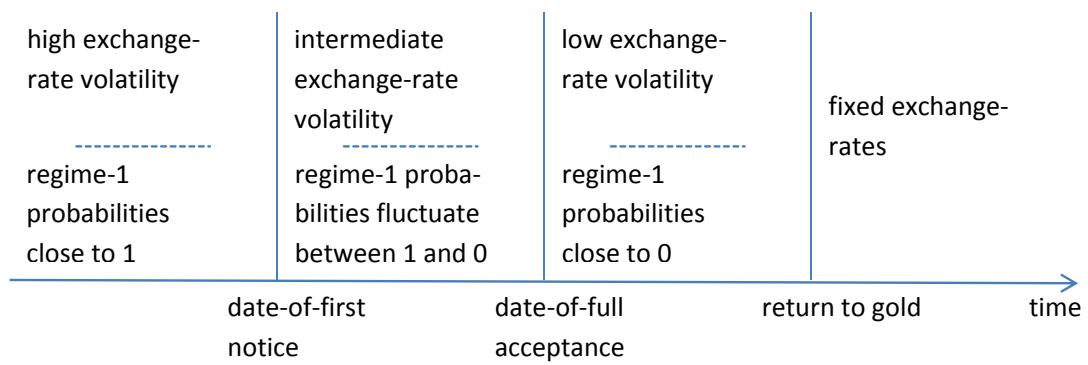 high exchange-
rate volatility
regime-1
probabilities
close to 1
intermediate
exchange-rate
volatility
regime-1 proba-
bilities fluctuate
between 1 and 0
low exchange-
rate volatility
regime-1
probabilities
close to 0
fixed exchange-
rates
date-of-first
notice
date-of-full
acceptance
return to gold
time